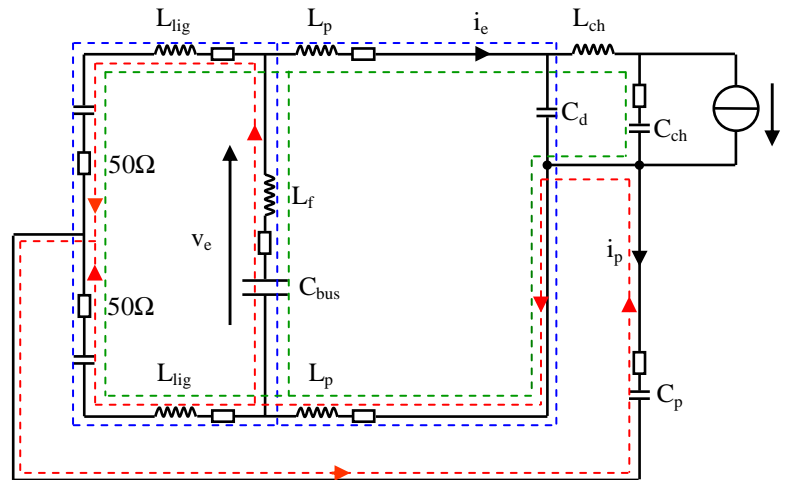 L_lig
L_p
i_e
L_ch
C_d
C_ch
50Ω
L_f
v_e
i_p
50Ω
C_bus
L_lig
L_p
C_p